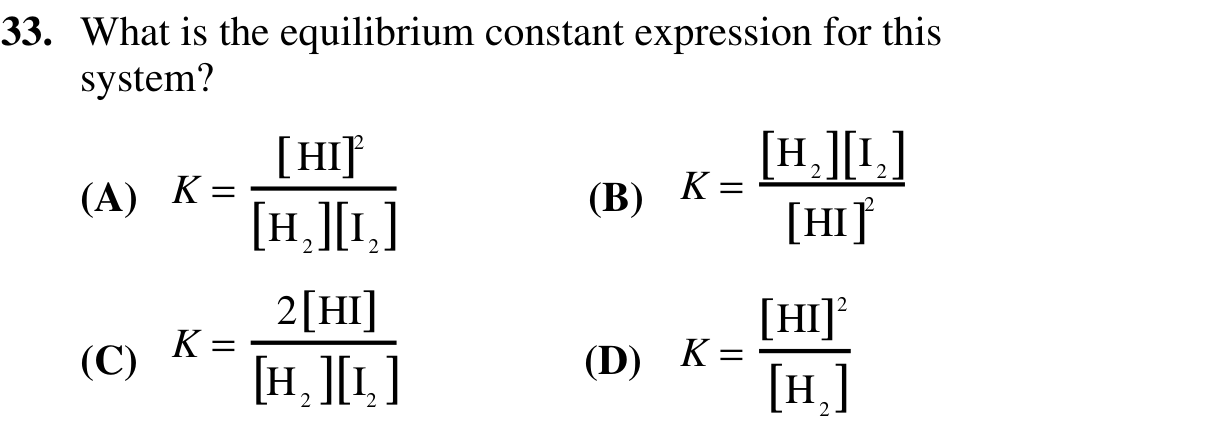 33. What is the equilibrium constant expression for this
system?
(A) K = [HI]² / [H₂][I₂]
(B) K = [H₂][I₂] / [HI]²
(C) K = 2[HI] / [H₂][I₂]
(D) K = [HI]² / [H₂]